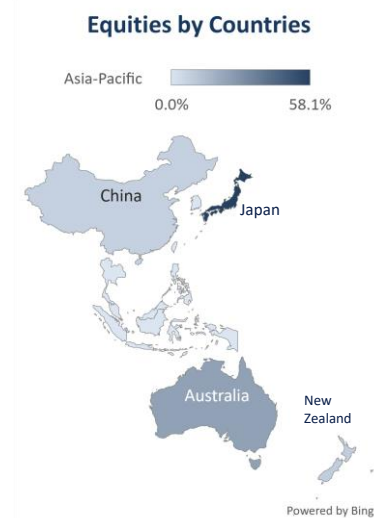 Equities by Countries
Asia-Pacific
0.0% 58.1%
China
Japan
Australia
New
Zealand
Powered by Bing